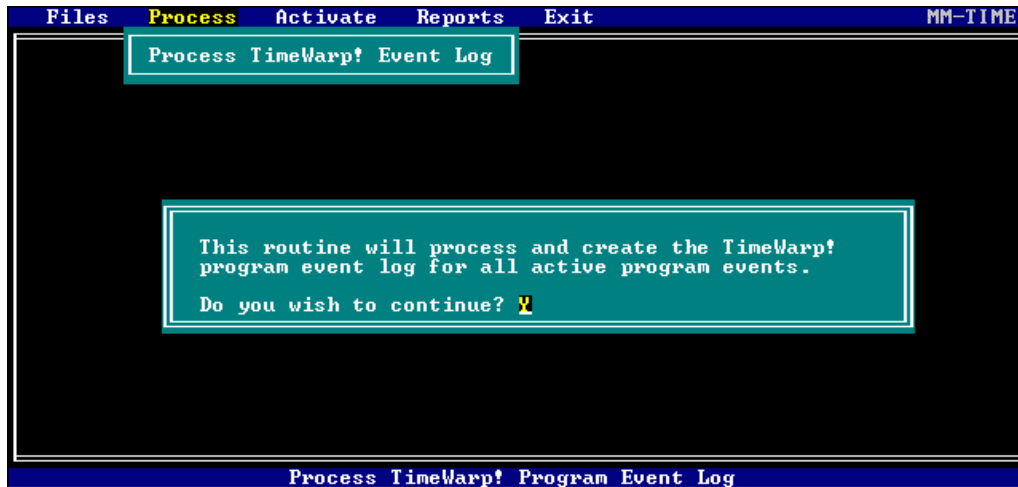 Files Process Activate Reports Exit MM-TIME
Process TimeWarp! Event Log
This routine will process and create the TimeWarp!
program event log for all active program events.
Do you wish to continue? Y
Process TimeWarp! Program Event Log